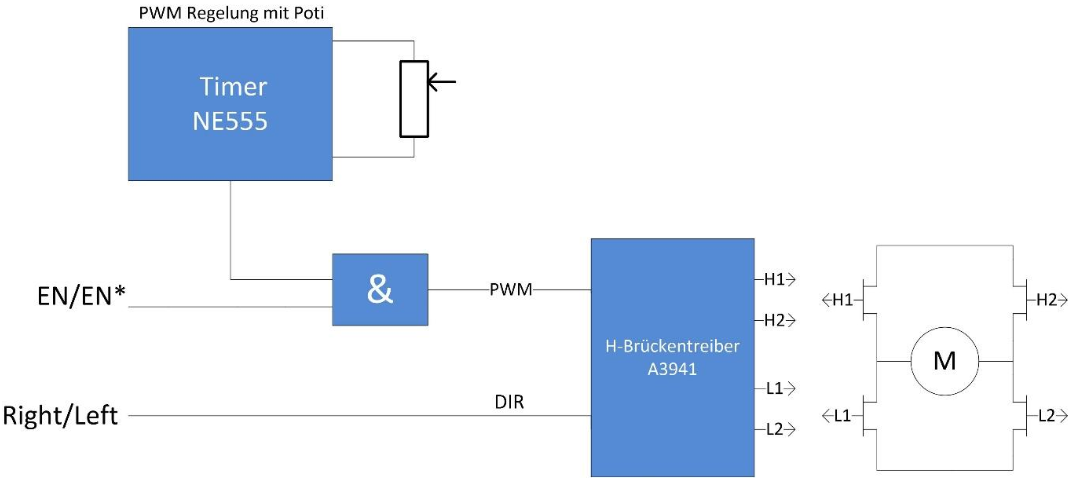 PWM Regelung mit Poti
Timer
NE555
EN/EN*
&
PWM
H1
H2
H1
H2
H-Brückentreiber
A3941
M
L1
L2
L1
L2
DIR
Right/Left